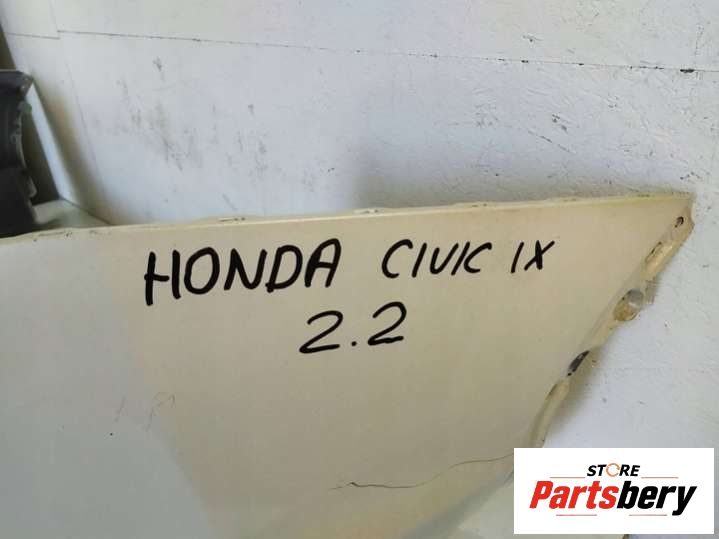 HONDA CIVIC IX
2.2
STORE
Partsbery